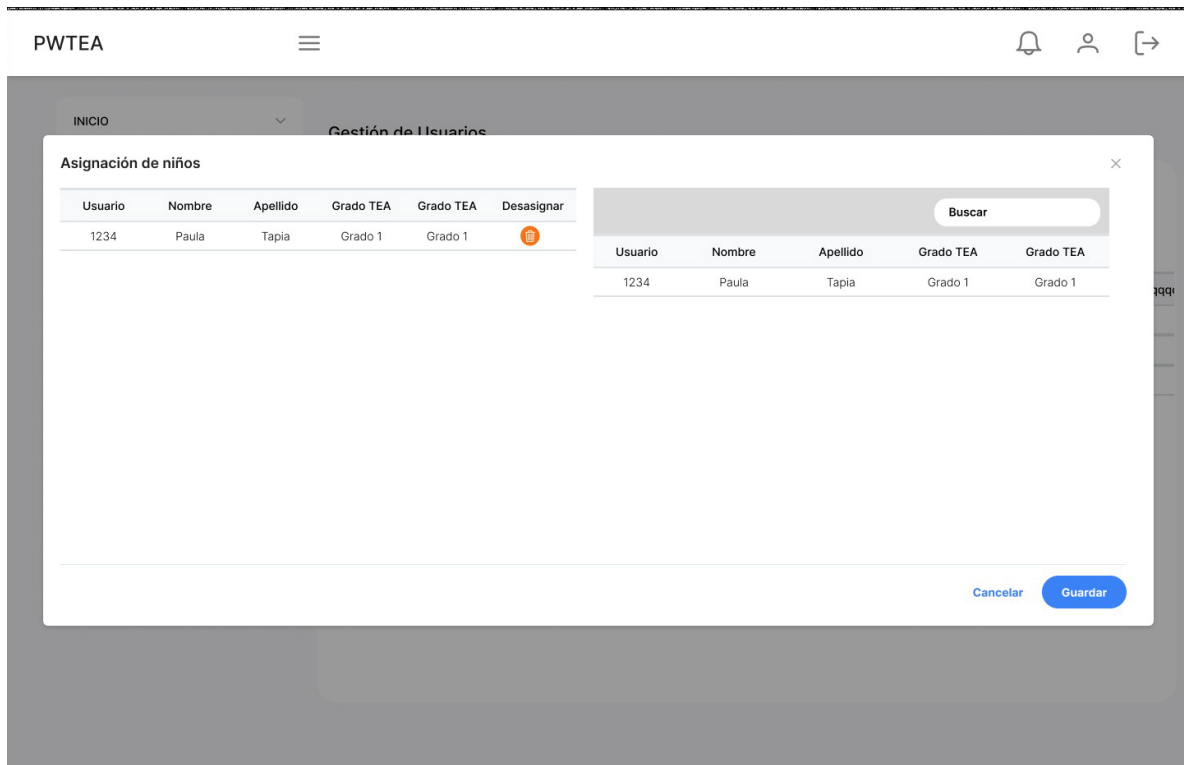 PWTEA
INICIO
Gestión de Usuarios
Asignación de niños
Usuario Nombre Apellido Grado TEA Grado TEA Desasignar
1234 Paula Tapia Grado 1 Grado 1
Buscar
Usuario Nombre Apellido Grado TEA Grado TEA
1234 Paula Tapia Grado 1 Grado 1
Cancelar Guardar